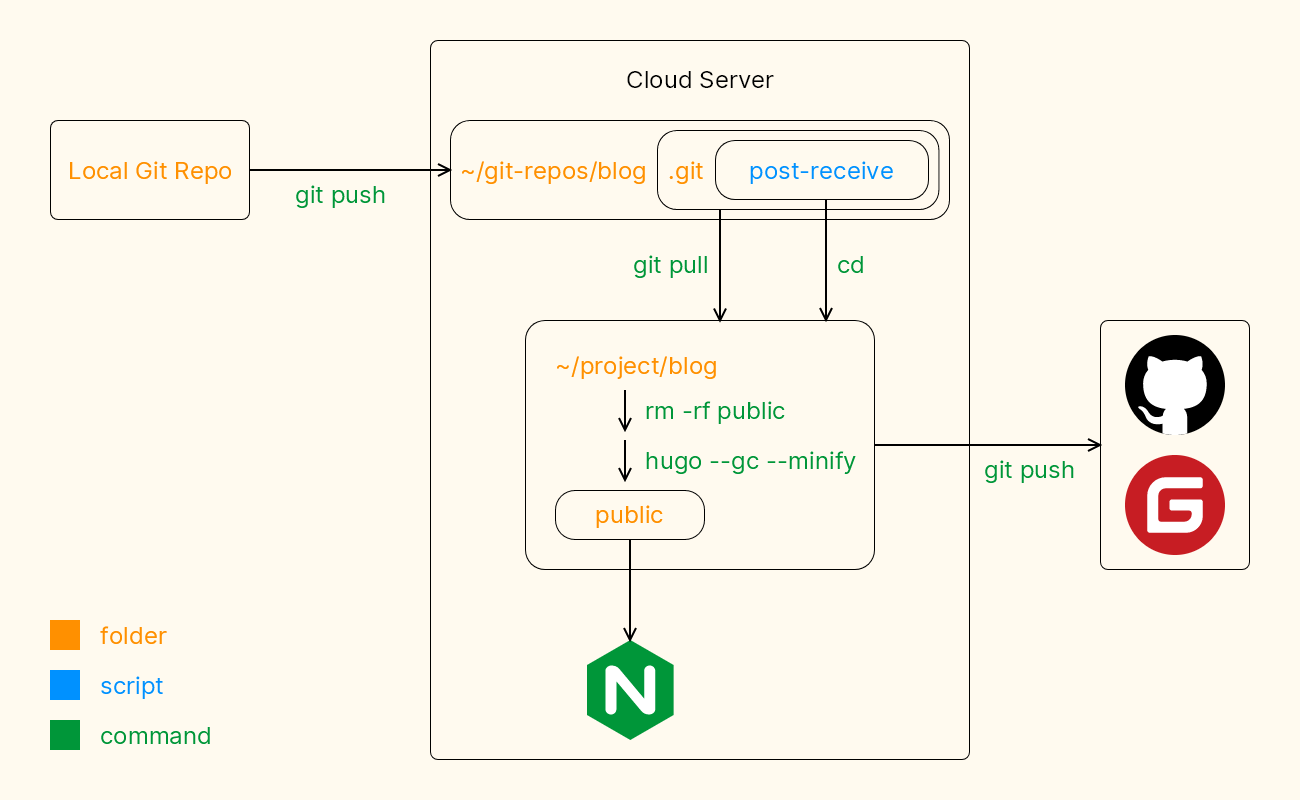 Cloud Server
Local Git Repo
git push
~/git-repos/blog
.git
post-receive
git pull
cd
~/project/blog
rm -rf public
hugo --gc --minify
public
git push
G
N
folder
script
command